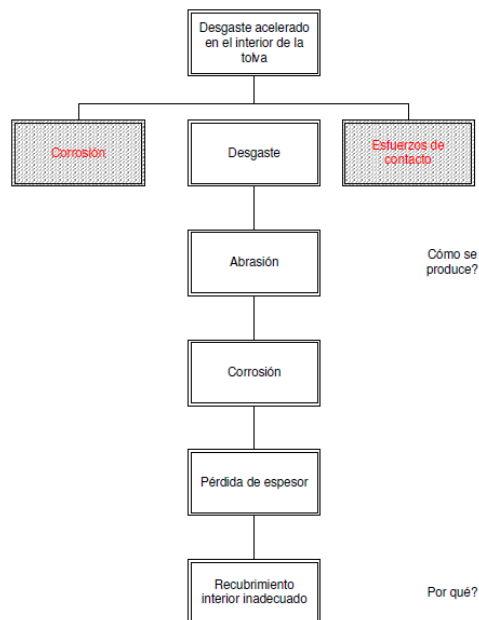 Desgaste acelerado
en el interior de la
tolva
Corrosión
Desgaste
Esfuerzos de
contacto
Abrasión
Cómo se
produce?
Corrosión
Pérdida de espesor
Recubrimiento
interior inadecuado
Por qué?